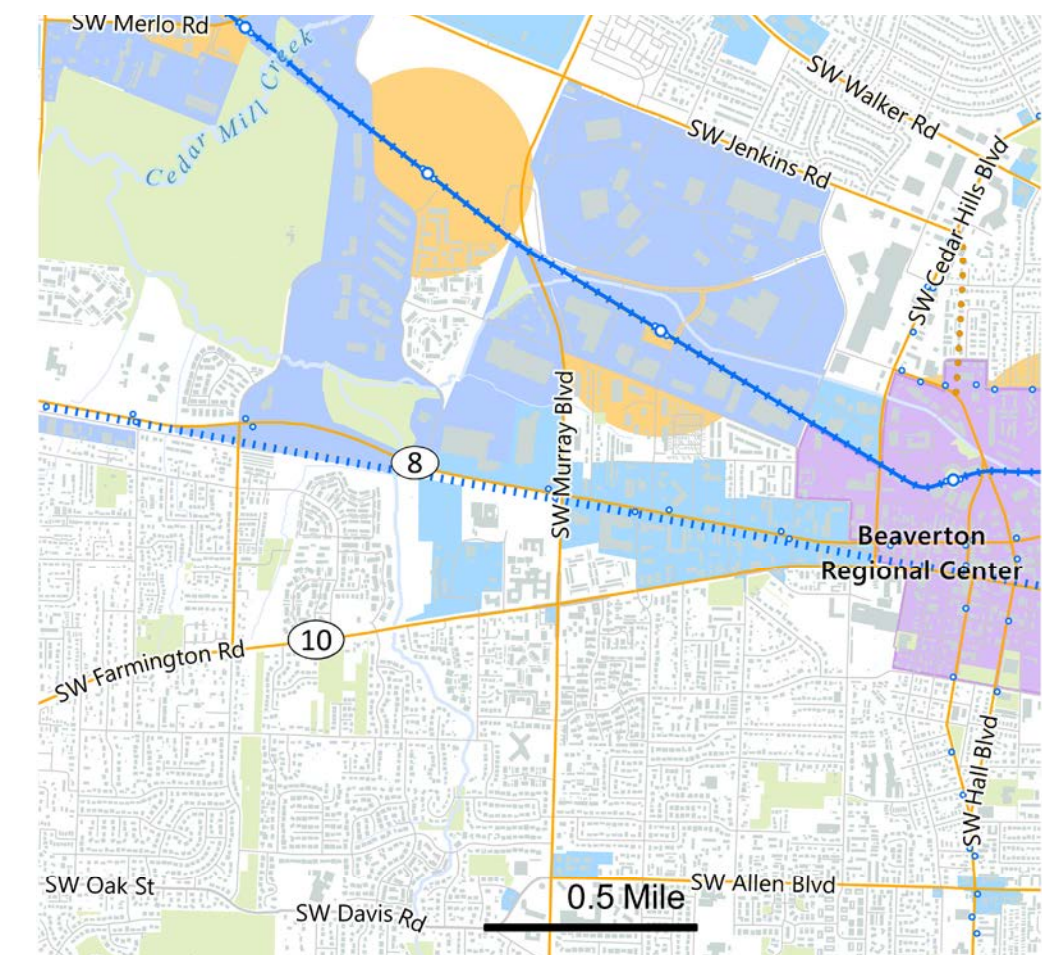 SW Merlo Rd
Cedar Mill Creek
SW Walker Rd
SW Jenkins Rd
SW Cedar Hills Blvd
SW Murray Blvd
8
Beaverton
Regional Center
10
SW Farmington Rd
SW Hall Blvd
SW Oak St
0.5 Mile
SW Allen Blvd
SW Davis Rd